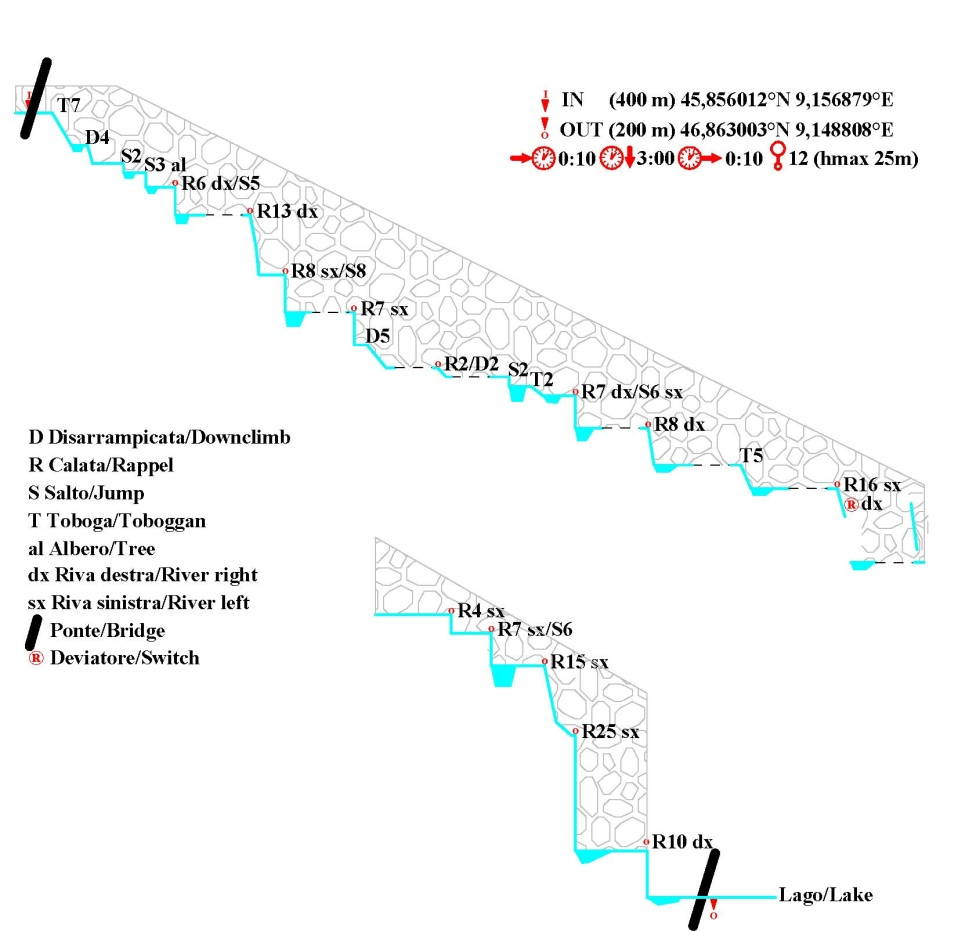 I IN (400 m) 45,856012°N 9,156879°E
O OUT (200 m) 46,863003°N 9,148808°E
0:10 3:00 0:10 12 (hmax 25m)
I
T7
D4
S2
S3 al
R6 dx/S5
R13 dx
R8 sx/S8
R7 sx
D5
R2/D2
S2
T2
R7 dx/S6 sx
R8 dx
T5
R16 sx
R dx
D Disarrampicata/Downclimb
R Calata/Rappel
S Salto/Jump
T Toboga/Toboggan
al Albero/Tree
dx Riva destra/River right
sx Riva sinistra/River left
Ponte/Bridge
R Deviatore/Switch
R4 sx
R7 sx/S6
R15 sx
R25 sx
R10 dx
Lago/Lake
O